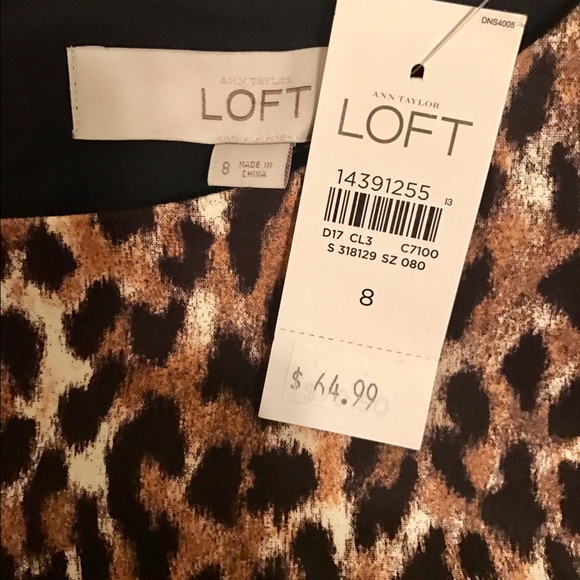 ANN TAYLOR
LOFT
8
MADE IN
CHINA
DNS4005
ANN TAYLOR
LOFT
14391255
13
D17 CL3 C7100
S 318129 SZ 080
8
$ 64.99